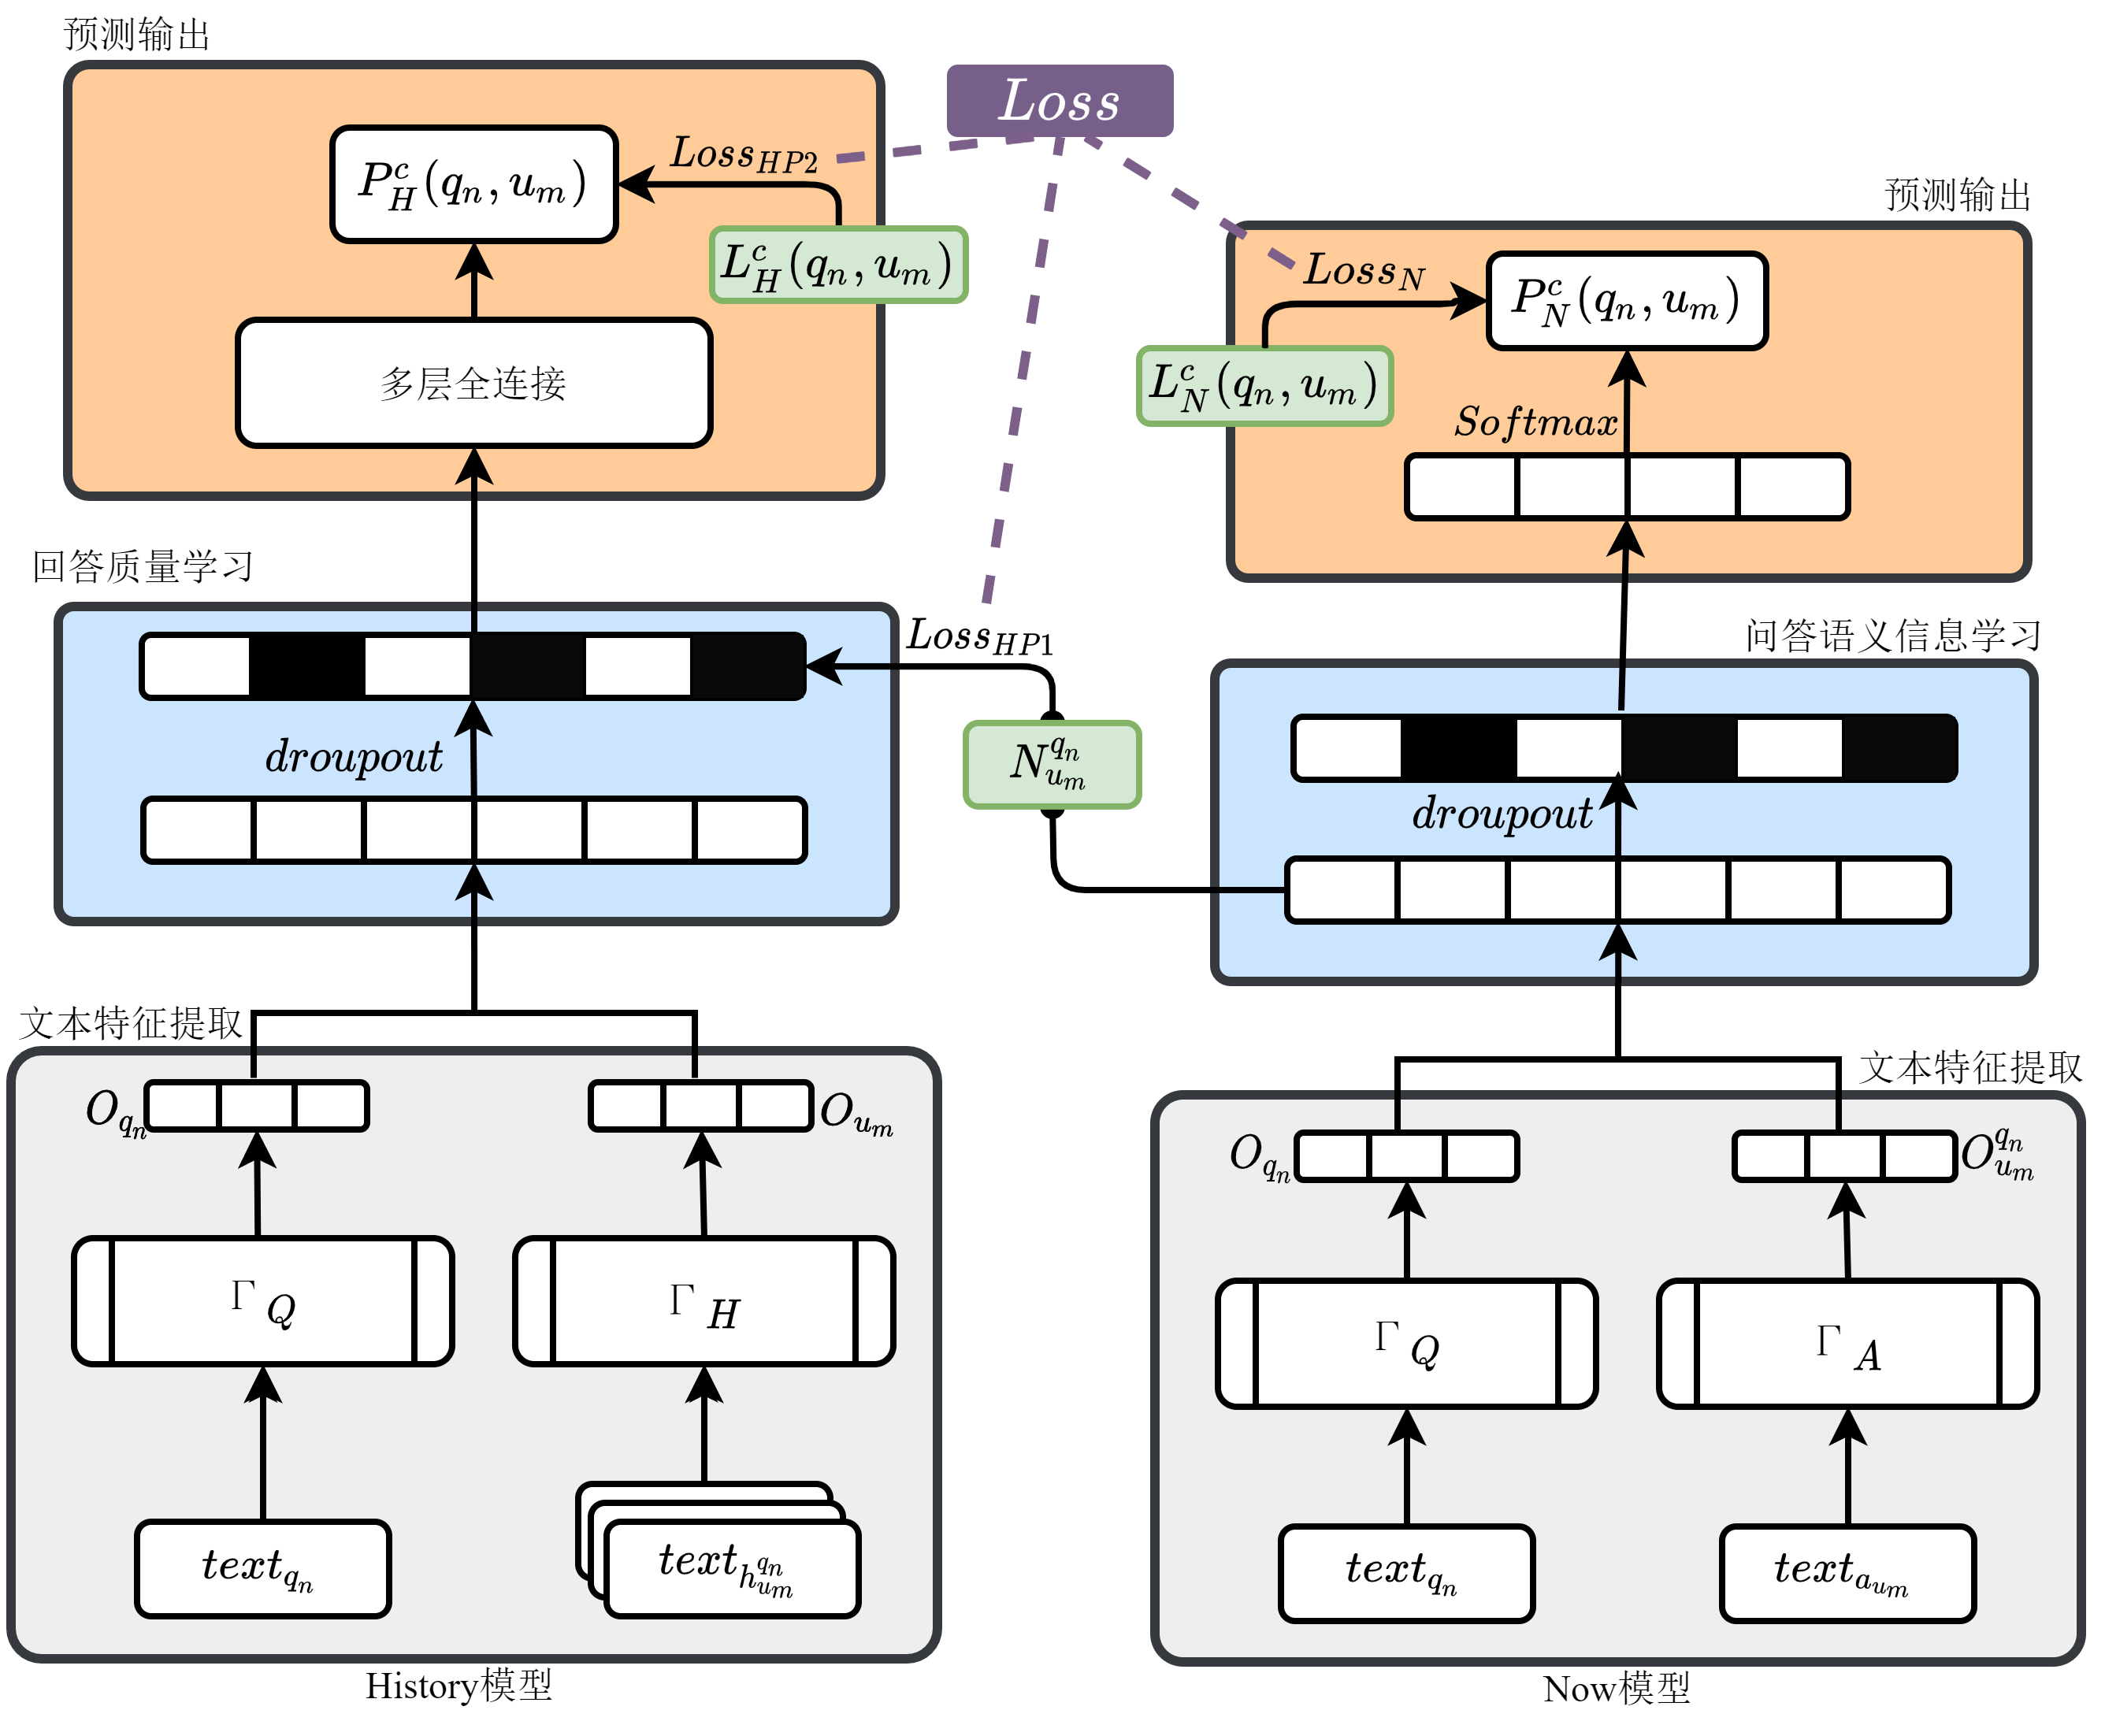 预测输出
Loss
P_H^c(q_n, u_m)
Loss_{HP2}
L_H^c(q_n, u_m)
多层全连接
预测输出
Loss_N
P_N^c(q_n, u_m)
L_N^c(q_n, u_m)
Softmax
回答质量学习
Loss_{HP1}
droupout
N_{u_m}^{q_n}
问答语义信息学习
droupout
文本特征提取
O_{q_n}
O_{u_m}
Γ_Q
Γ_H
text_{q_n}
text_{h_{u_m}^{q_n}}
History模型
文本特征提取
O_{q_n}
O_{u_m}^{q_n}
Γ_Q
Γ_A
text_{q_n}
text_{a_{u_m}}
Now模型